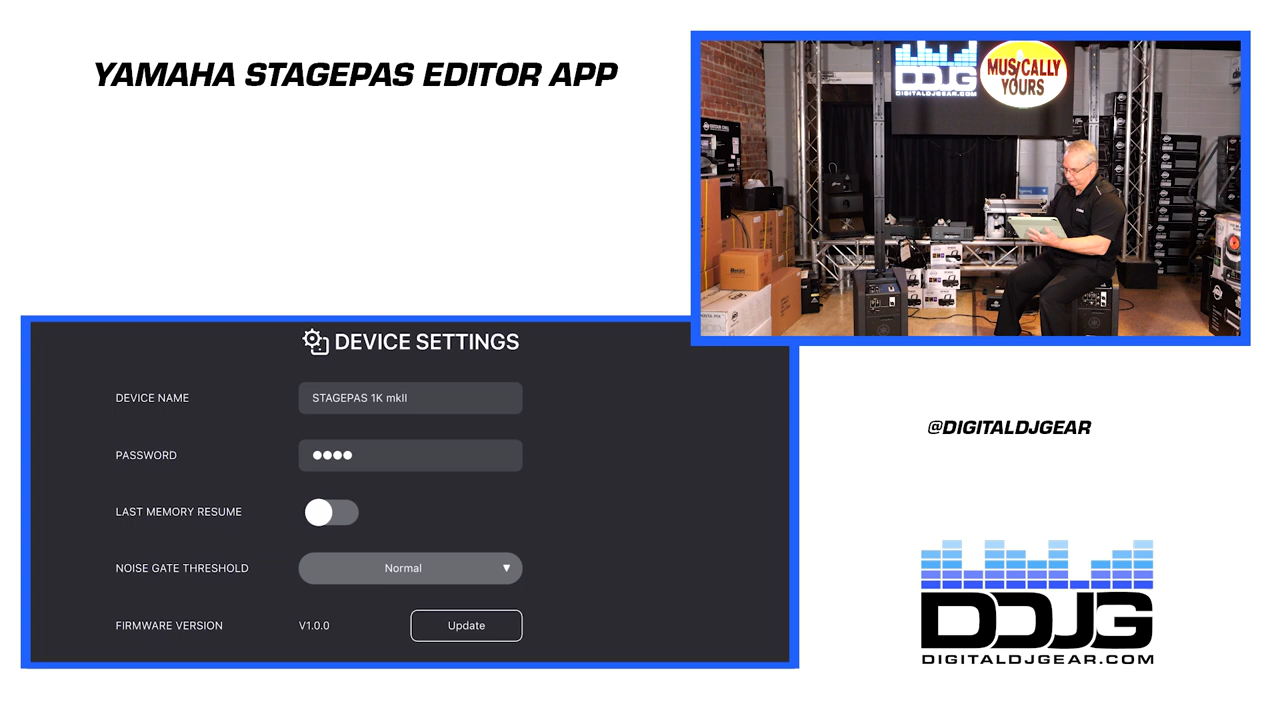 YAMAHA STAGEPAS EDITOR APP
DDJG
DIGITALDJGEAR.COM
MUSICALLY
YOURS
DEVICE SETTINGS
DEVICE NAME STAGEPAS 1K mkII
PASSWORD ●●●●
LAST MEMORY RESUME
NOISE GATE THRESHOLD Normal ▼
FIRMWARE VERSION V1.0.0 Update
@DIGITALDJGEAR
DDJG
DIGITALDJGEAR.COM